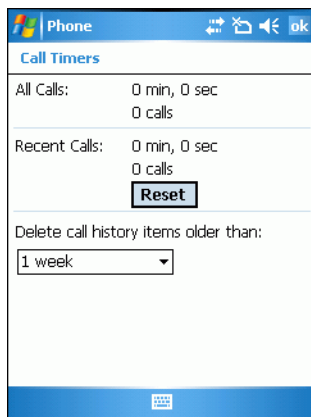 Phone
ok
Call Timers
All Calls: 0 min, 0 sec
0 calls
Recent Calls: 0 min, 0 sec
0 calls
Reset
Delete call history items older than:
1 week